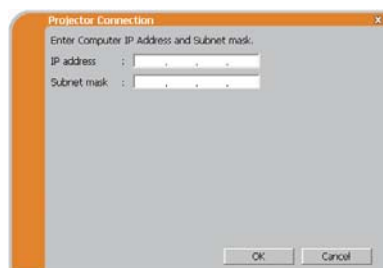 Projector Connection
Enter Computer IP Address and Subnet mask.
IP address : . . .
Subnet mask : . . .
OK Cancel